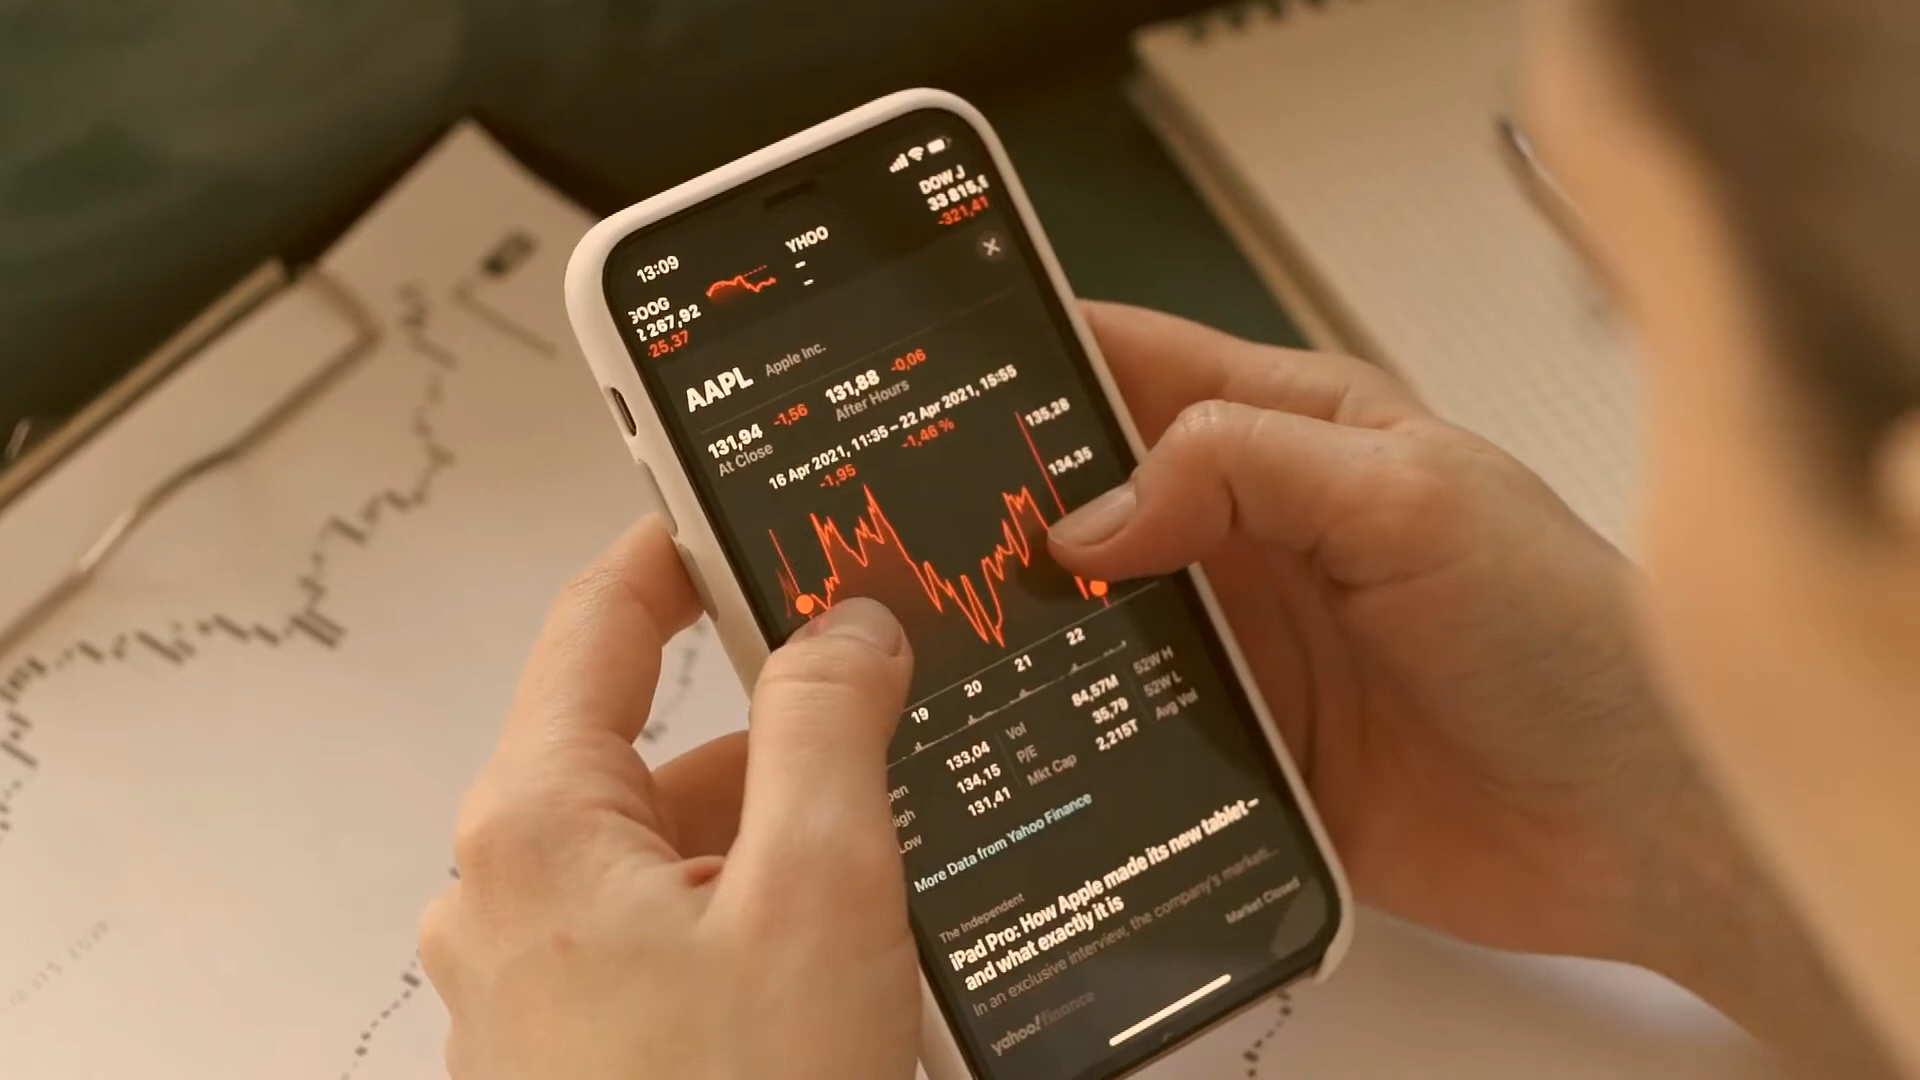 13:09
YHOO
–
–
DOW J
33 815,
-321,41
GOOG
2 267,92
-25,37
AAPL Apple Inc.
131,94 -1,56 131,88 -0,06
At Close After Hours
16 Apr 2021, 11:35 – 22 Apr 2021, 15:55
-1,95 -1,46 %
135,26
134,35
19 20 21 22
pen 133,04 Vol 84,57M 52W H
igh 134,15 P/E 35,79 52W L
Low 131,41 Mkt Cap 2,215T Avg Vol
More Data from Yahoo Finance
The Independent
iPad Pro: How Apple made its new tablet –
and what exactly it is
In an exclusive interview, the company's marketi...
yahoo!finance
Market Closed